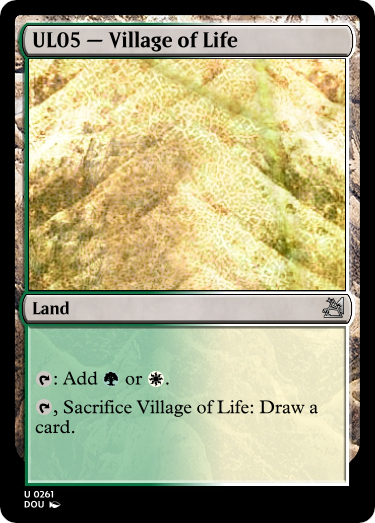 UL05 — Village of Life
Land
: Add or .
, Sacrifice Village of Life: Draw a
card.
U 0261
DOU